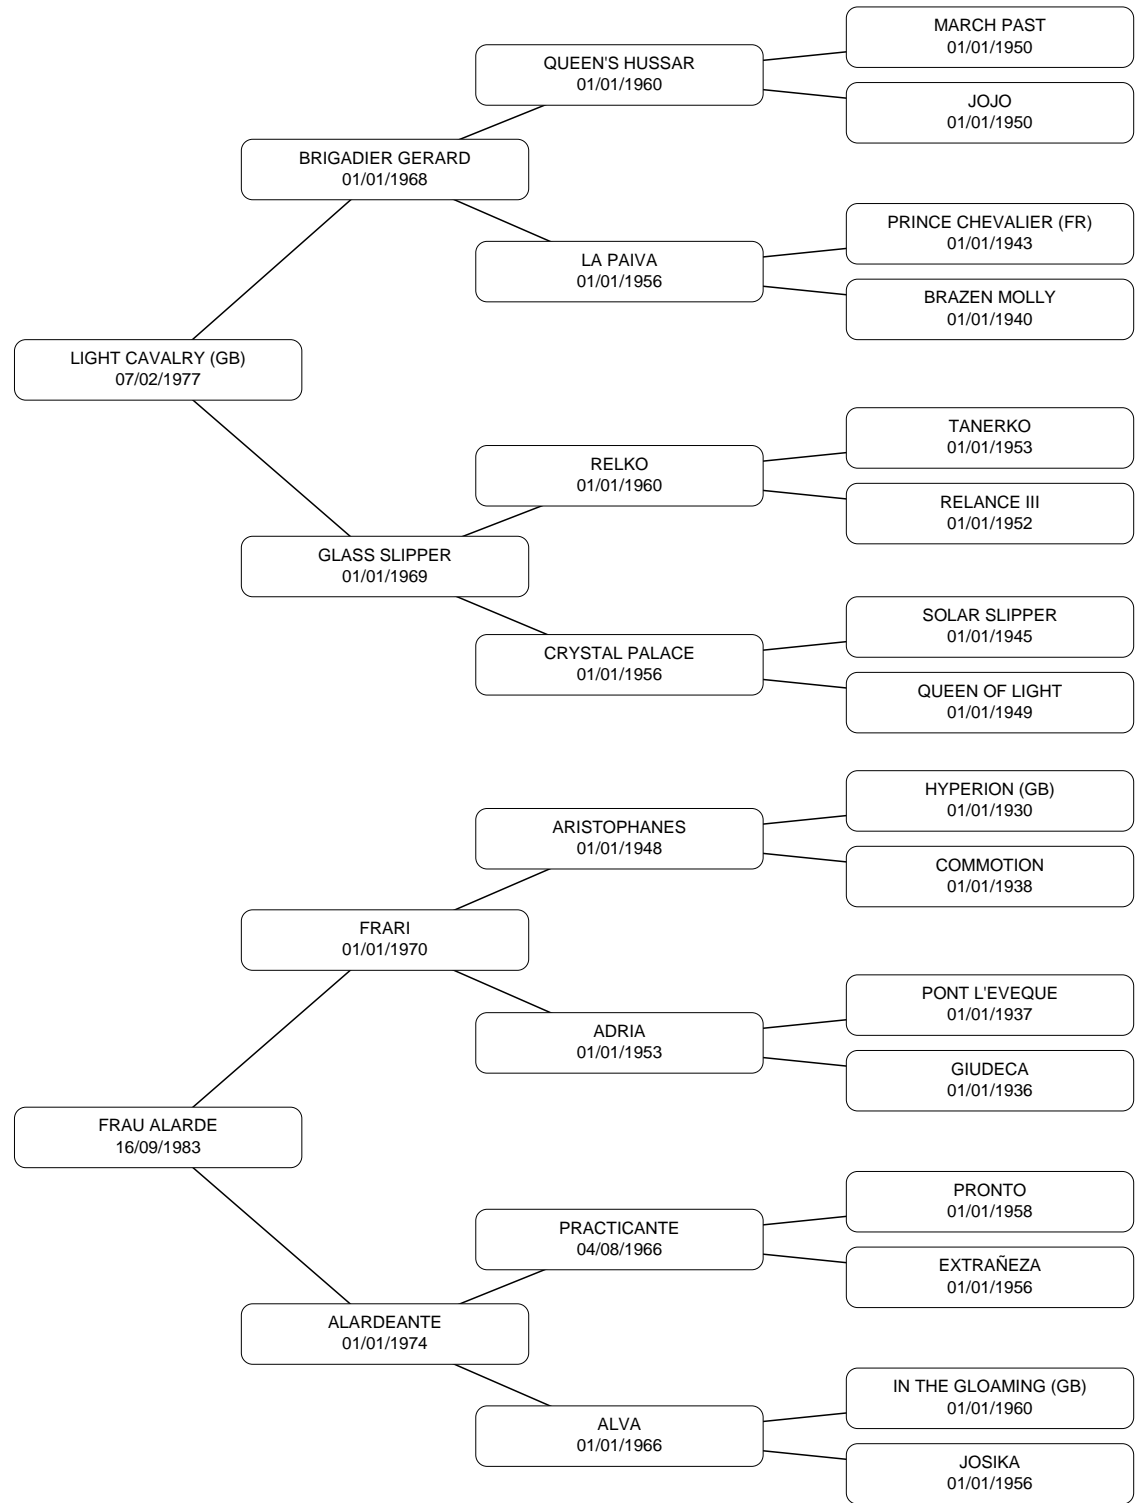 MARCH PAST
01/01/1950
QUEEN'S HUSSAR
01/01/1960
JOJO
01/01/1950
BRIGADIER GERARD
01/01/1968
PRINCE CHEVALIER (FR)
01/01/1943
LA PAIVA
01/01/1956
BRAZEN MOLLY
01/01/1940
LIGHT CAVALRY (GB)
07/02/1977
TANERKO
01/01/1953
RELKO
01/01/1960
RELANCE III
01/01/1952
GLASS SLIPPER
01/01/1969
SOLAR SLIPPER
01/01/1945
CRYSTAL PALACE
01/01/1956
QUEEN OF LIGHT
01/01/1949
HYPERION (GB)
01/01/1930
ARISTOPHANES
01/01/1948
COMMOTION
01/01/1938
FRARI
01/01/1970
PONT L'EVEQUE
01/01/1937
ADRIA
01/01/1953
GIUDECA
01/01/1936
FRAU ALARDE
16/09/1983
PRONTO
01/01/1958
PRACTICANTE
04/08/1966
EXTRAÑEZA
01/01/1956
ALARDEANTE
01/01/1974
IN THE GLOAMING (GB)
01/01/1960
ALVA
01/01/1966
JOSIKA
01/01/1956